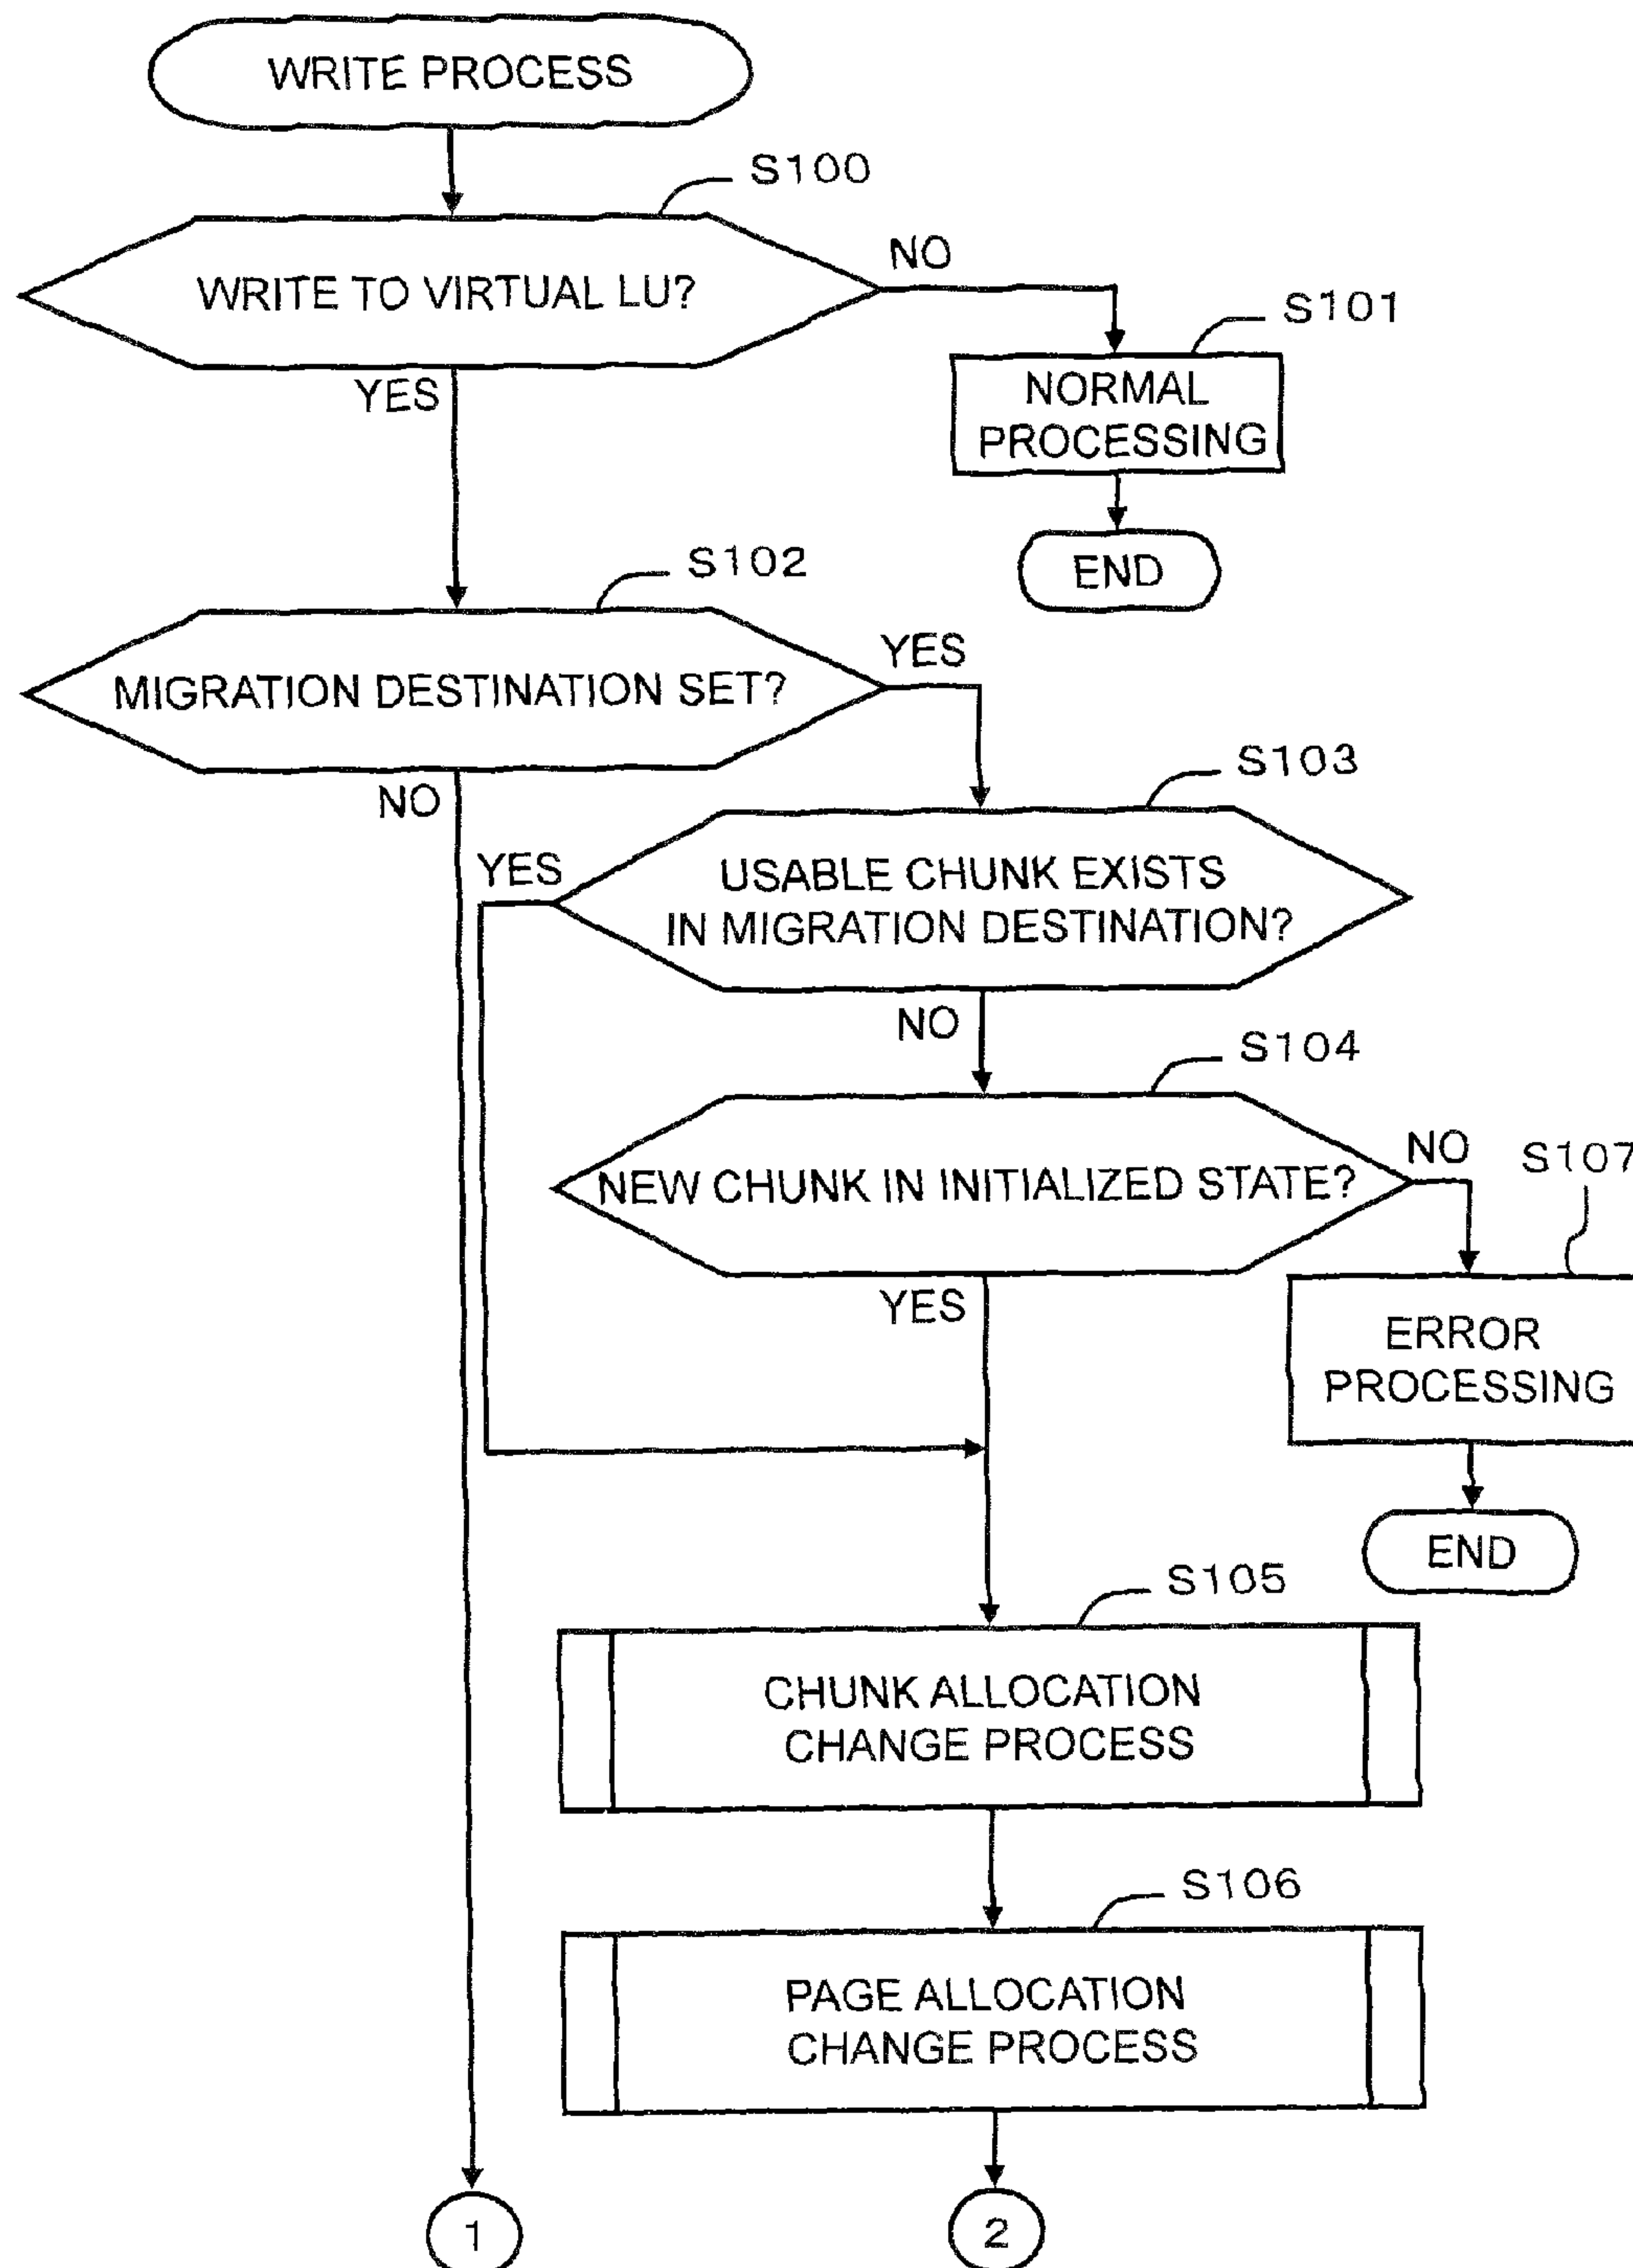 WRITE PROCESS
S100
WRITE TO VIRTUAL LU?
NO
YES
S101
NORMAL
PROCESSING
END
S102
MIGRATION DESTINATION SET?
YES
NO
S103
USABLE CHUNK EXISTS
IN MIGRATION DESTINATION?
YES
NO
S104
NEW CHUNK IN INITIALIZED STATE?
NO
YES
S107
ERROR
PROCESSING
END
S105
CHUNK ALLOCATION
CHANGE PROCESS
S106
PAGE ALLOCATION
CHANGE PROCESS
1
2